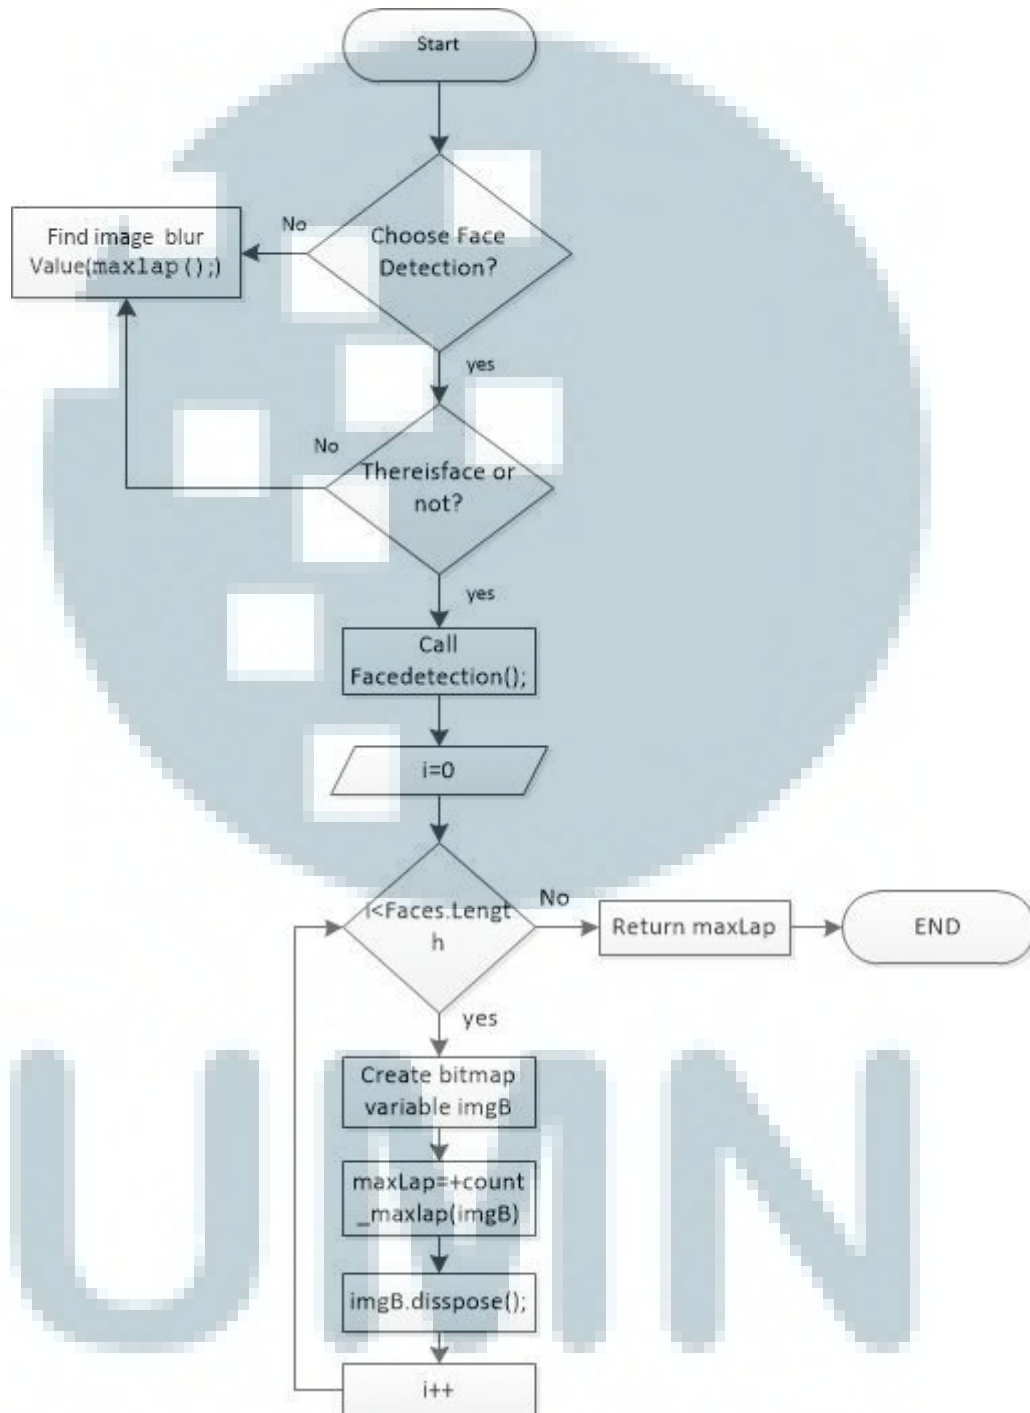 Start
Choose Face
Detection?
No
Find image blur
Value(maxlap();)
yes
Thereisface or
not?
No
yes
Call
Facedetection();
i=0
i<Faces.Lengt
h
No
Return maxLap
END
yes
Create bitmap
variable imgB
maxLap=+count
_maxlap(imgB)
imgB.disspose();
i++
UMN